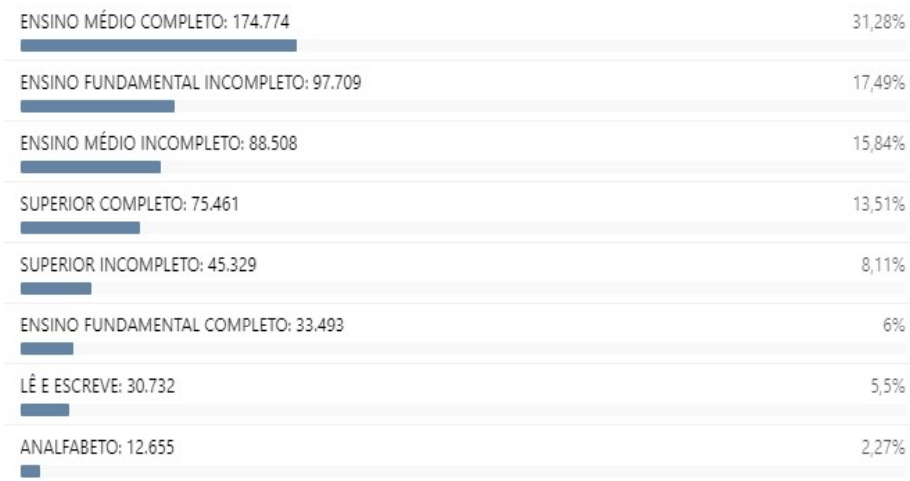 ENSINO MÉDIO COMPLETO: 174.774 31,28%
ENSINO FUNDAMENTAL INCOMPLETO: 97.709 17,49%
ENSINO MÉDIO INCOMPLETO: 88.508 15,84%
SUPERIOR COMPLETO: 75.461 13,51%
SUPERIOR INCOMPLETO: 45.329 8,11%
ENSINO FUNDAMENTAL COMPLETO: 33.493 6%
LÊ E ESCREVE: 30.732 5,5%
ANALFABETO: 12.655 2,27%